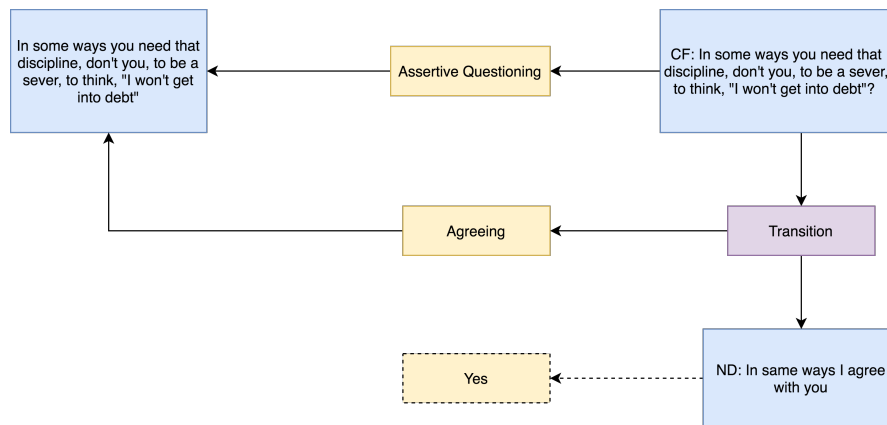 In some ways you need that
discipline, don't you, to be a
sever, to think, "I won't get
into debt"
Assertive Questioning
CF: In some ways you need that
discipline, don't you, to be a sever,
to think, "I won't get into debt"?
Agreeing
Transition
Yes
ND: In same ways I agree
with you